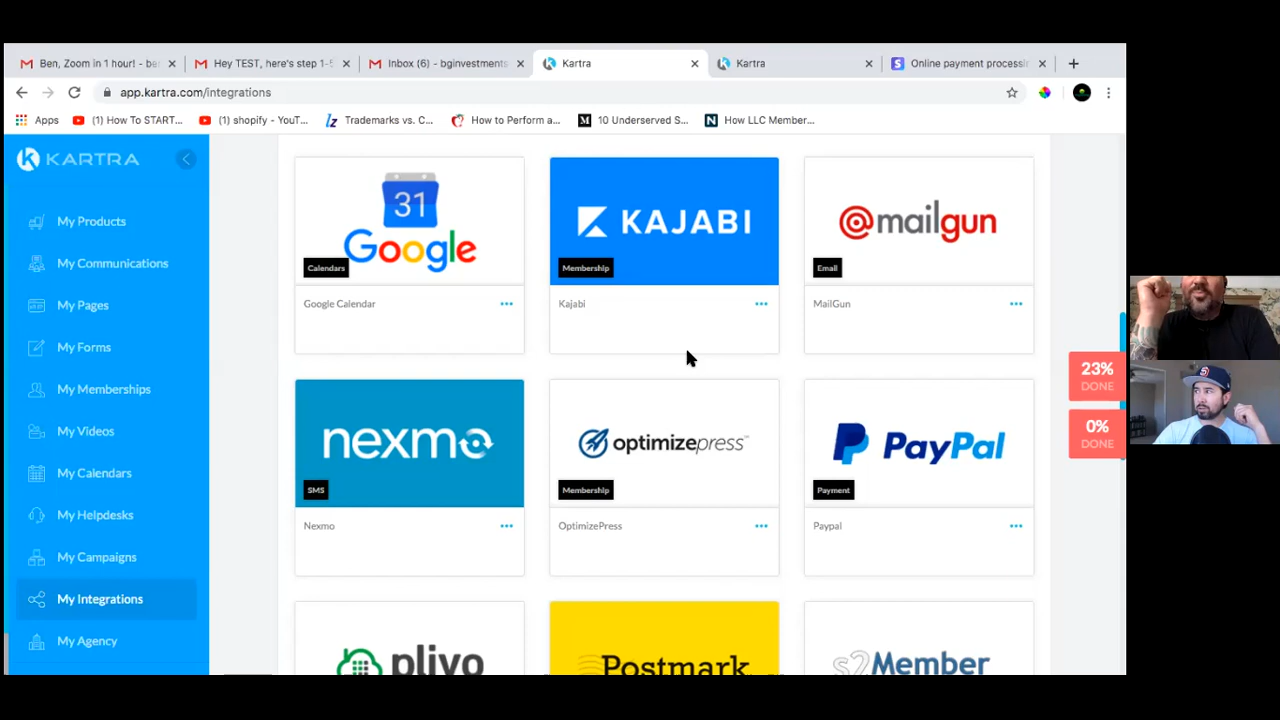 Ben, Zoom in 1 hour! - be
Hey TEST, here's step 1-5
Inbox (6) - bginvestments
Kartra
Kartra
Online payment processi
app.kartra.com/integrations
Apps
(1) How To START...
(1) shopify - YouT...
Trademarks vs. C...
How to Perform a...
10 Underserved S...
How LLC Member...
KARTRA
My Products
My Communications
My Pages
My Forms
My Memberships
My Videos
My Calendars
My Helpdesks
My Campaigns
My Integrations
My Agency
31
Google
Calendars
Google Calendar
KAJABI
Membership
Kajabi
@mailgun
Email
MailGun
nexmo
SMS
Nexmo
optimizepress™
Membership
OptimizePress
PayPal
Payment
Paypal
plivo
Postmark
s2Member
23%
DONE
0%
DONE